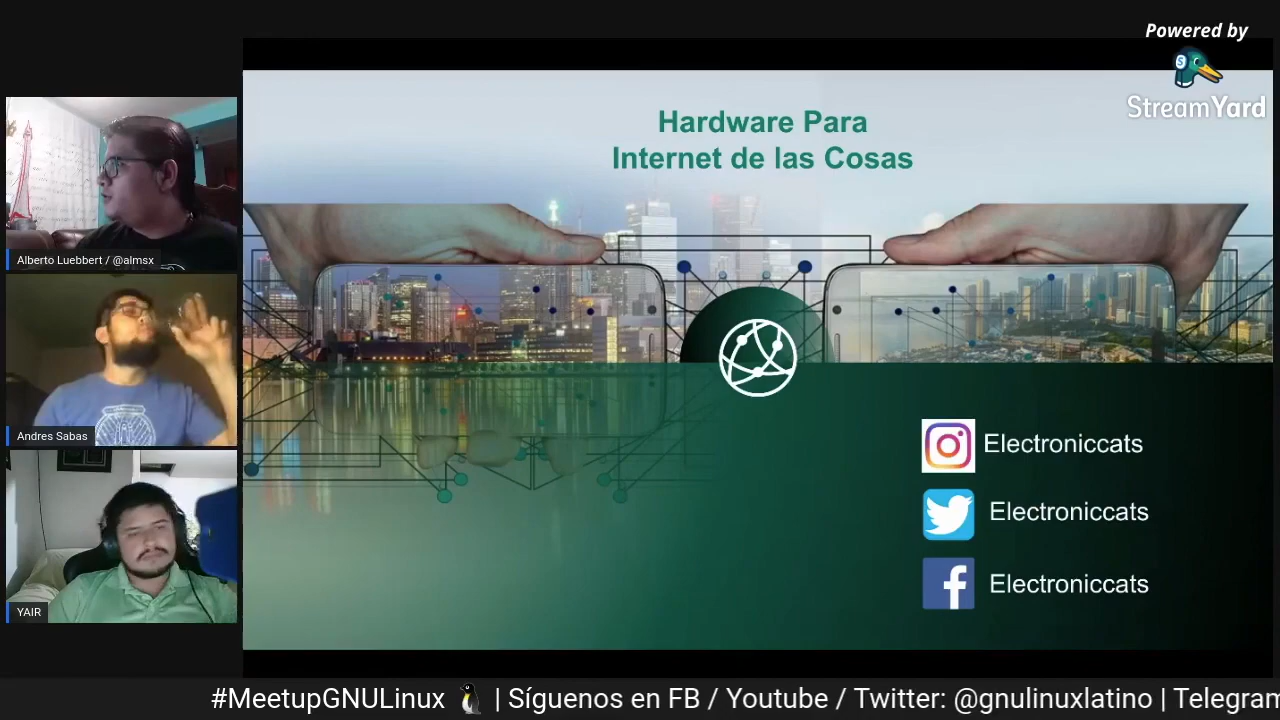 Powered by
StreamYard
Hardware Para
Internet de las Cosas
Alberto Luebbert / @almsx
Andres Sabas
YAIR
Electroniccats
Electroniccats
Electroniccats
#MeetupGNULinux 🐧 | Síguenos en FB / Youtube / Twitter: @gnulinuxlatino | Telegram